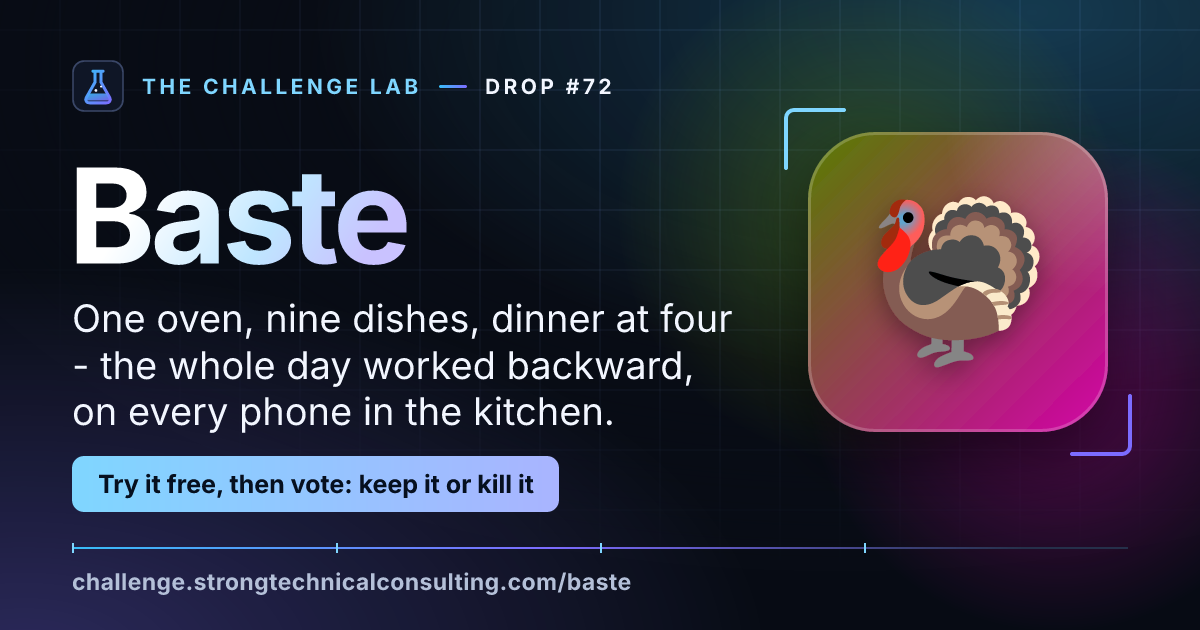 THE CHALLENGE LAB — DROP #72
Baste
One oven, nine dishes, dinner at four
- the whole day worked backward,
on every phone in the kitchen.
Try it free, then vote: keep it or kill it
challenge.strongtechnicalconsulting.com/baste